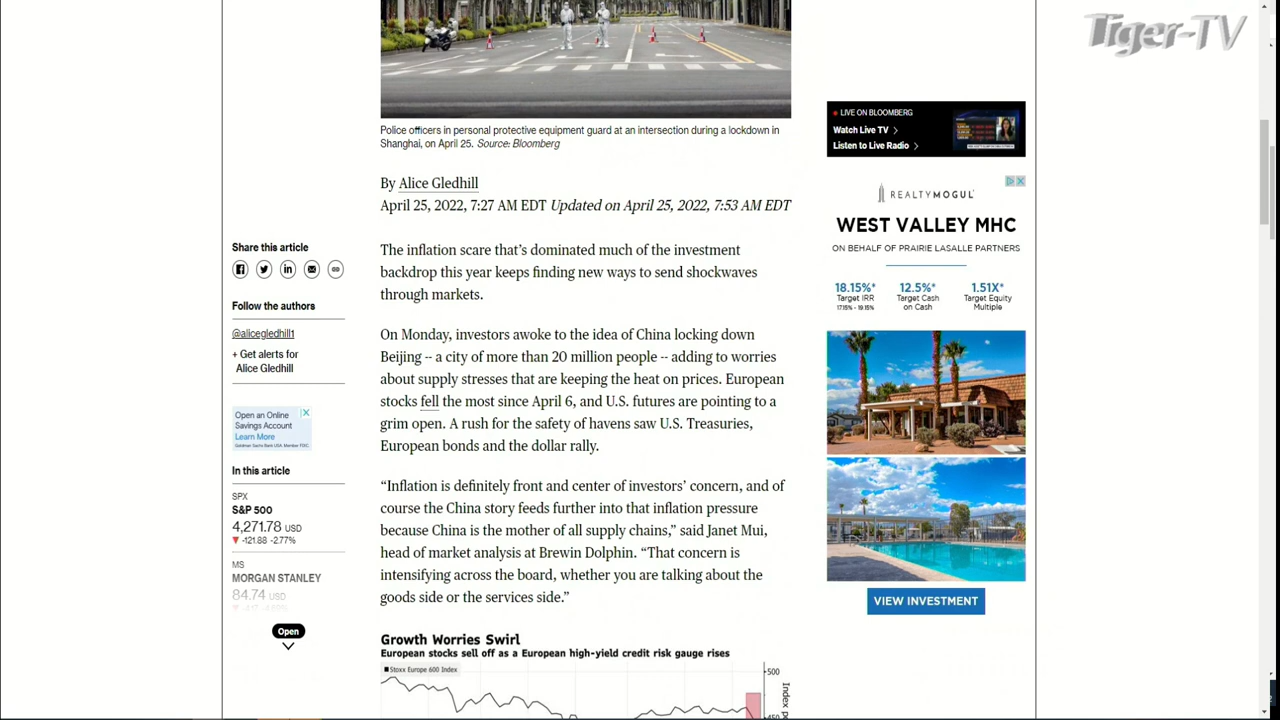 Tiger-TV
Police officers in personal protective equipment guard at an intersection during a lockdown in
Shanghai, on April 25. Source: Bloomberg
By Alice Gledhill
April 25, 2022, 7:27 AM EDT Updated on April 25, 2022, 7:53 AM EDT
Share this article
Follow the authors
@alicegledhill1
+ Get alerts for
Alice Gledhill
Open an Online
Savings Account
Learn More
Goldman Sachs Bank USA. Member FDIC.
In this article
SPX
S&P 500
4,271.78 USD
-121.88 -2.77%
MS
MORGAN STANLEY
84.74 USD
Open
The inflation scare that’s dominated much of the investment
backdrop this year keeps finding new ways to send shockwaves
through markets.
On Monday, investors awoke to the idea of China locking down
Beijing -- a city of more than 20 million people -- adding to worries
about supply stresses that are keeping the heat on prices. European
stocks fell the most since April 6, and U.S. futures are pointing to a
grim open. A rush for the safety of havens saw U.S. Treasuries,
European bonds and the dollar rally.
“Inflation is definitely front and center of investors’ concern, and of
course the China story feeds further into that inflation pressure
because China is the mother of all supply chains,” said Janet Mui,
head of market analysis at Brewin Dolphin. “That concern is
intensifying across the board, whether you are talking about the
goods side or the services side.”
Growth Worries Swirl
European stocks sell off as a European high-yield credit risk gauge rises
Stoxx Europe 600 Index
500
450
Index
LIVE ON BLOOMBERG
Watch Live TV
Listen to Live Radio
REALTYMOGUL
WEST VALLEY MHC
ON BEHALF OF PRAIRIE LASALLE PARTNERS
18.15%* 12.5%* 1.51X*
Target IRR Target Cash Target Equity
17.15% - 19.15% on Cash Multiple
VIEW INVESTMENT